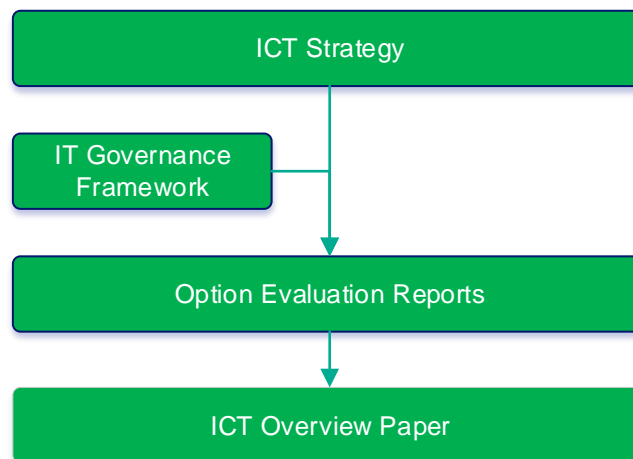 ICT Strategy
IT Governance
Framework
Option Evaluation Reports
ICT Overview Paper